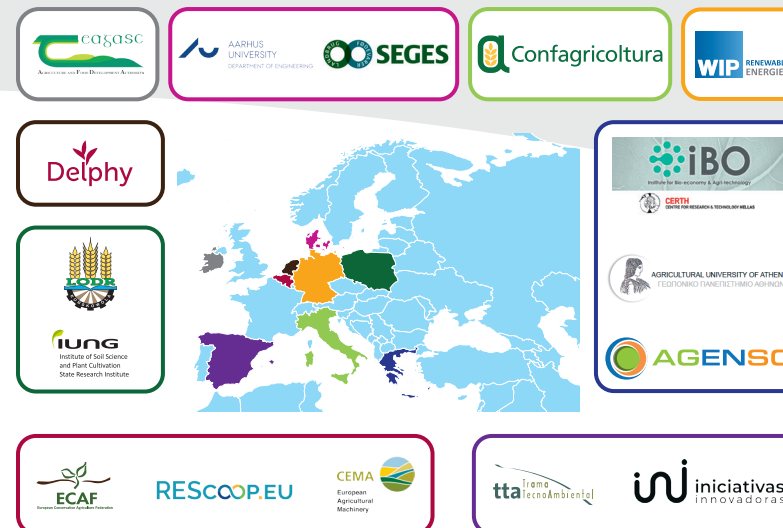 teagasc
AGRICULTURE AND FOOD DEVELOPMENT AUTHORITY
AARHUS
UNIVERSITY
DEPARTMENT OF ENGINEERING
SEGES
Confagricoltura
WIP
RENEWABLE
ENERGIE
Delphy
iBO
Institute for Bio-economy & Agri-technology
CERTH
CENTRE FOR RESEARCH & TECHNOLOGY HELLAS
LODR
IUNG
Institute of Soil Science
and Plant Cultivation
State Research Institute
AGRICULTURAL UNIVERSITY OF ATHEN
ΓΕΩΠΟΝΙΚΟ ΠΑΝΕΠΙΣΤΗΜΙΟ ΑΘΗΝΩΝ
AGENSO
ECAF
European Conservation Agriculture Federation
RESCOOP.EU
CEMA
European
Agricultural
Machinery
tta
Trama
TecnoAmbiental
iniciativas
innovadoras